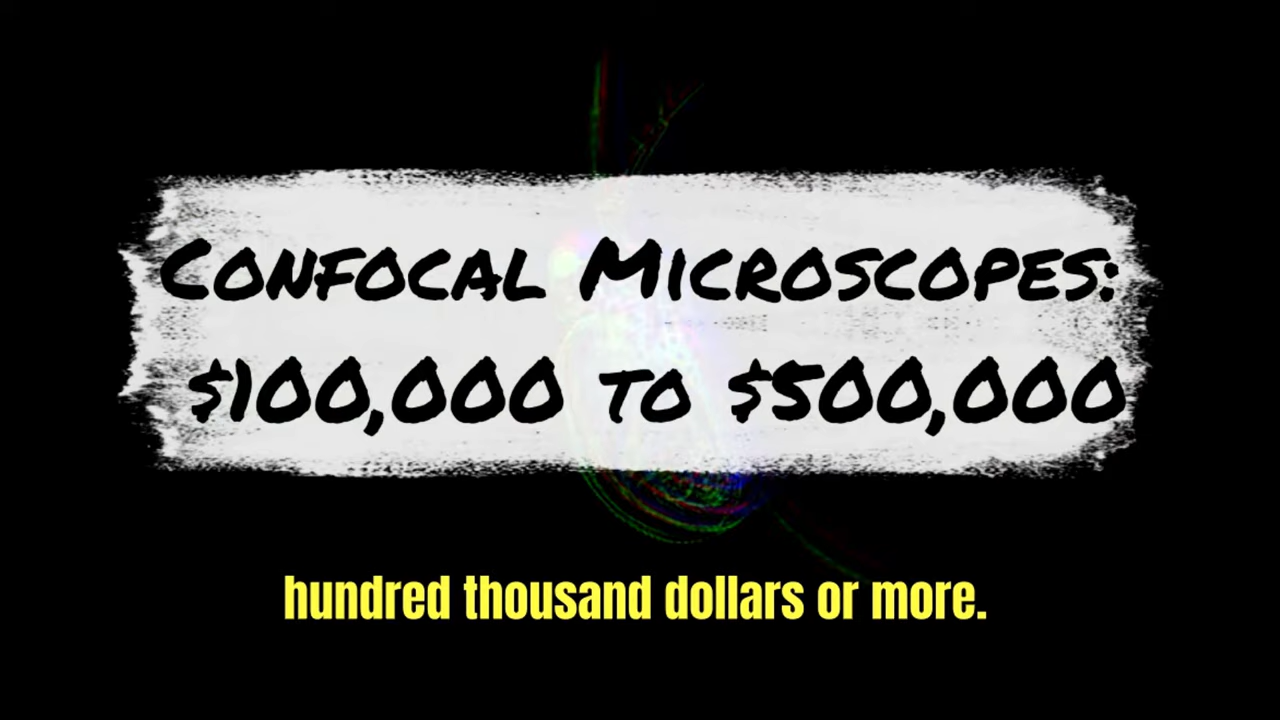 Confocal Microscopes:
$100,000 to $500,000
hundred thousand dollars or more.